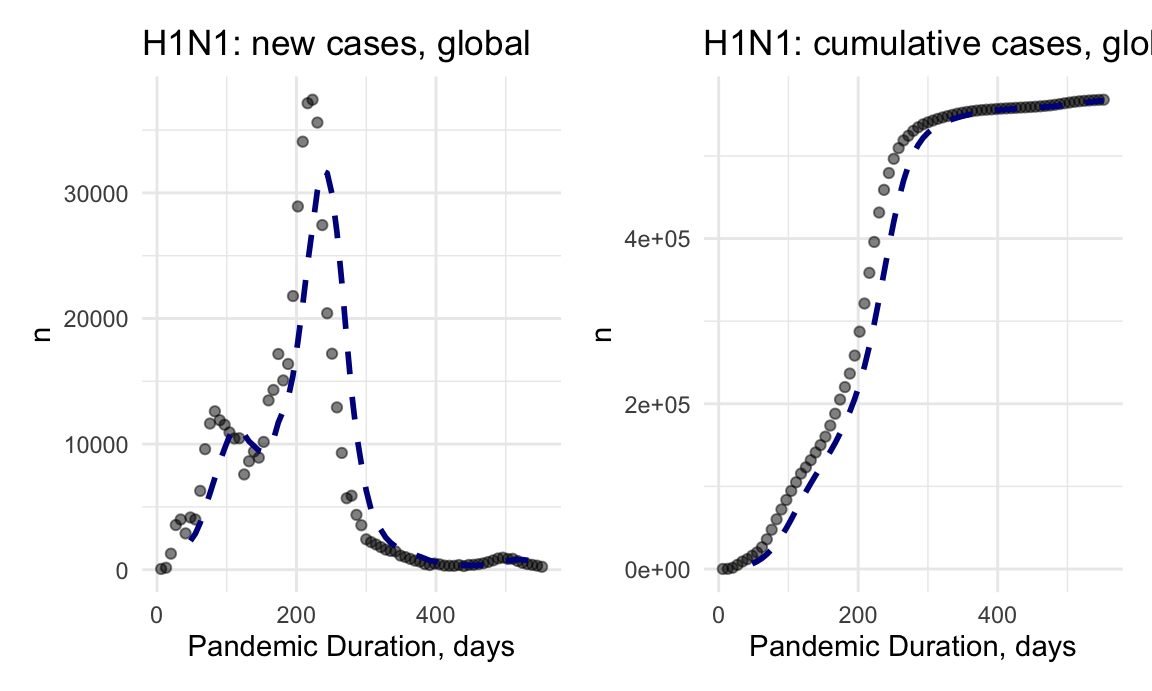 H1N1: new cases, global
n
30000
20000
10000
0
0 200 400
Pandemic Duration, days
H1N1: cumulative cases, glo
n
4e+05
2e+05
0e+00
0 200 400
Pandemic Duration, days